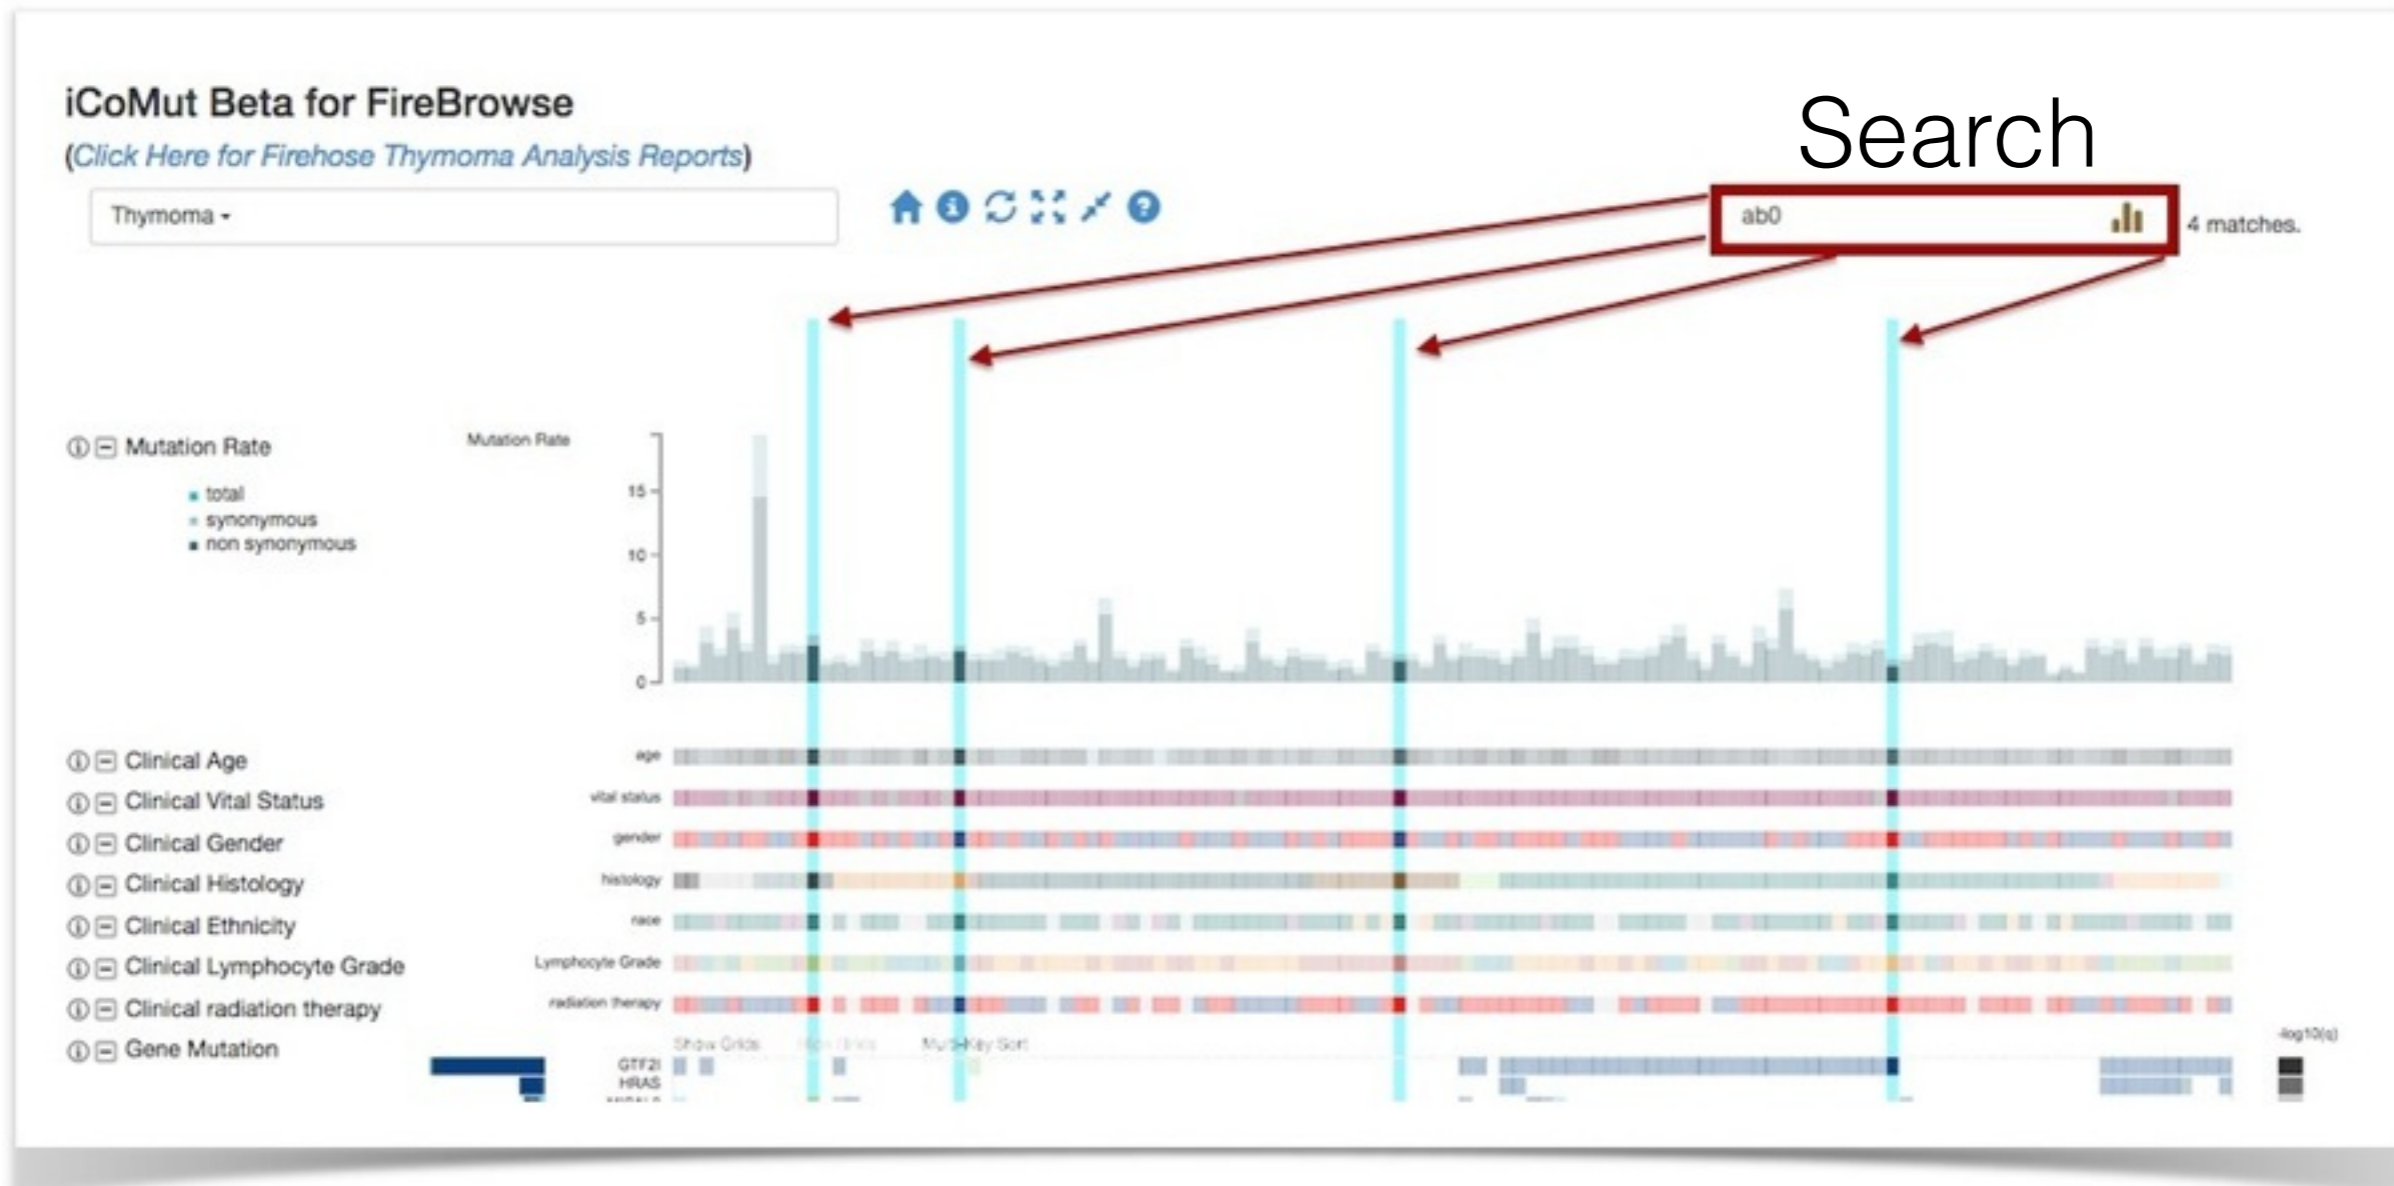 Search
iCoMut Beta for FireBrowse
(Click Here for Firehose Thymoma Analysis Reports)
Thymoma
ab0
4 matches.
Mutation Rate
total
synonymous
non synonymous
Mutation Rate
15
10
5
0
Clinical Age
age
Clinical Vital Status
vital status
Clinical Gender
gender
Clinical Histology
histology
Clinical Ethnicity
race
Clinical Lymphocyte Grade
Lymphocyte Grade
Clinical radiation therapy
radiation therapy
Gene Mutation
Show Grids Multi-Key Sort
-log10(q)
GTF2I
HRAS